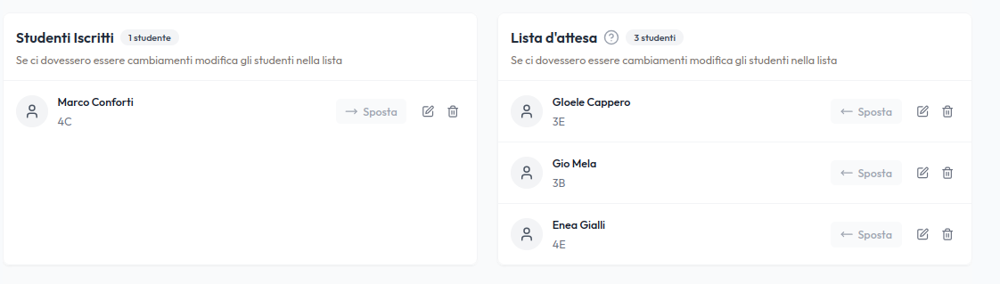 Studenti Iscritti 1 studente
Se ci dovessero essere cambiamenti modifica gli studenti nella lista
Marco Conforti
4C
→ Sposta
Lista d'attesa ? 3 studenti
Se ci dovessero essere cambiamenti modifica gli studenti nella lista
GIoele Cappero
3E
← Sposta
Gio Mela
3B
← Sposta
Enea Gialli
4E
← Sposta